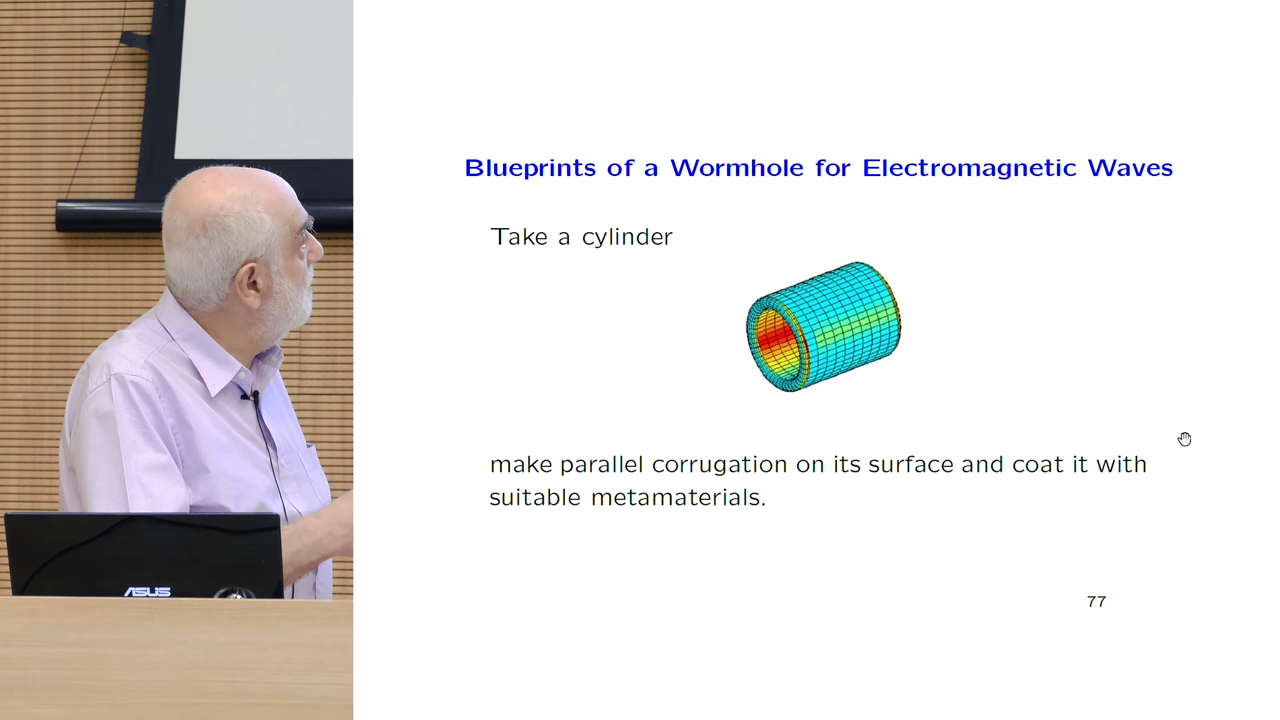 Blueprints of a Wormhole for Electromagnetic Waves
Take a cylinder
make parallel corrugation on its surface and coat it with
suitable metamaterials.
77
ASUS